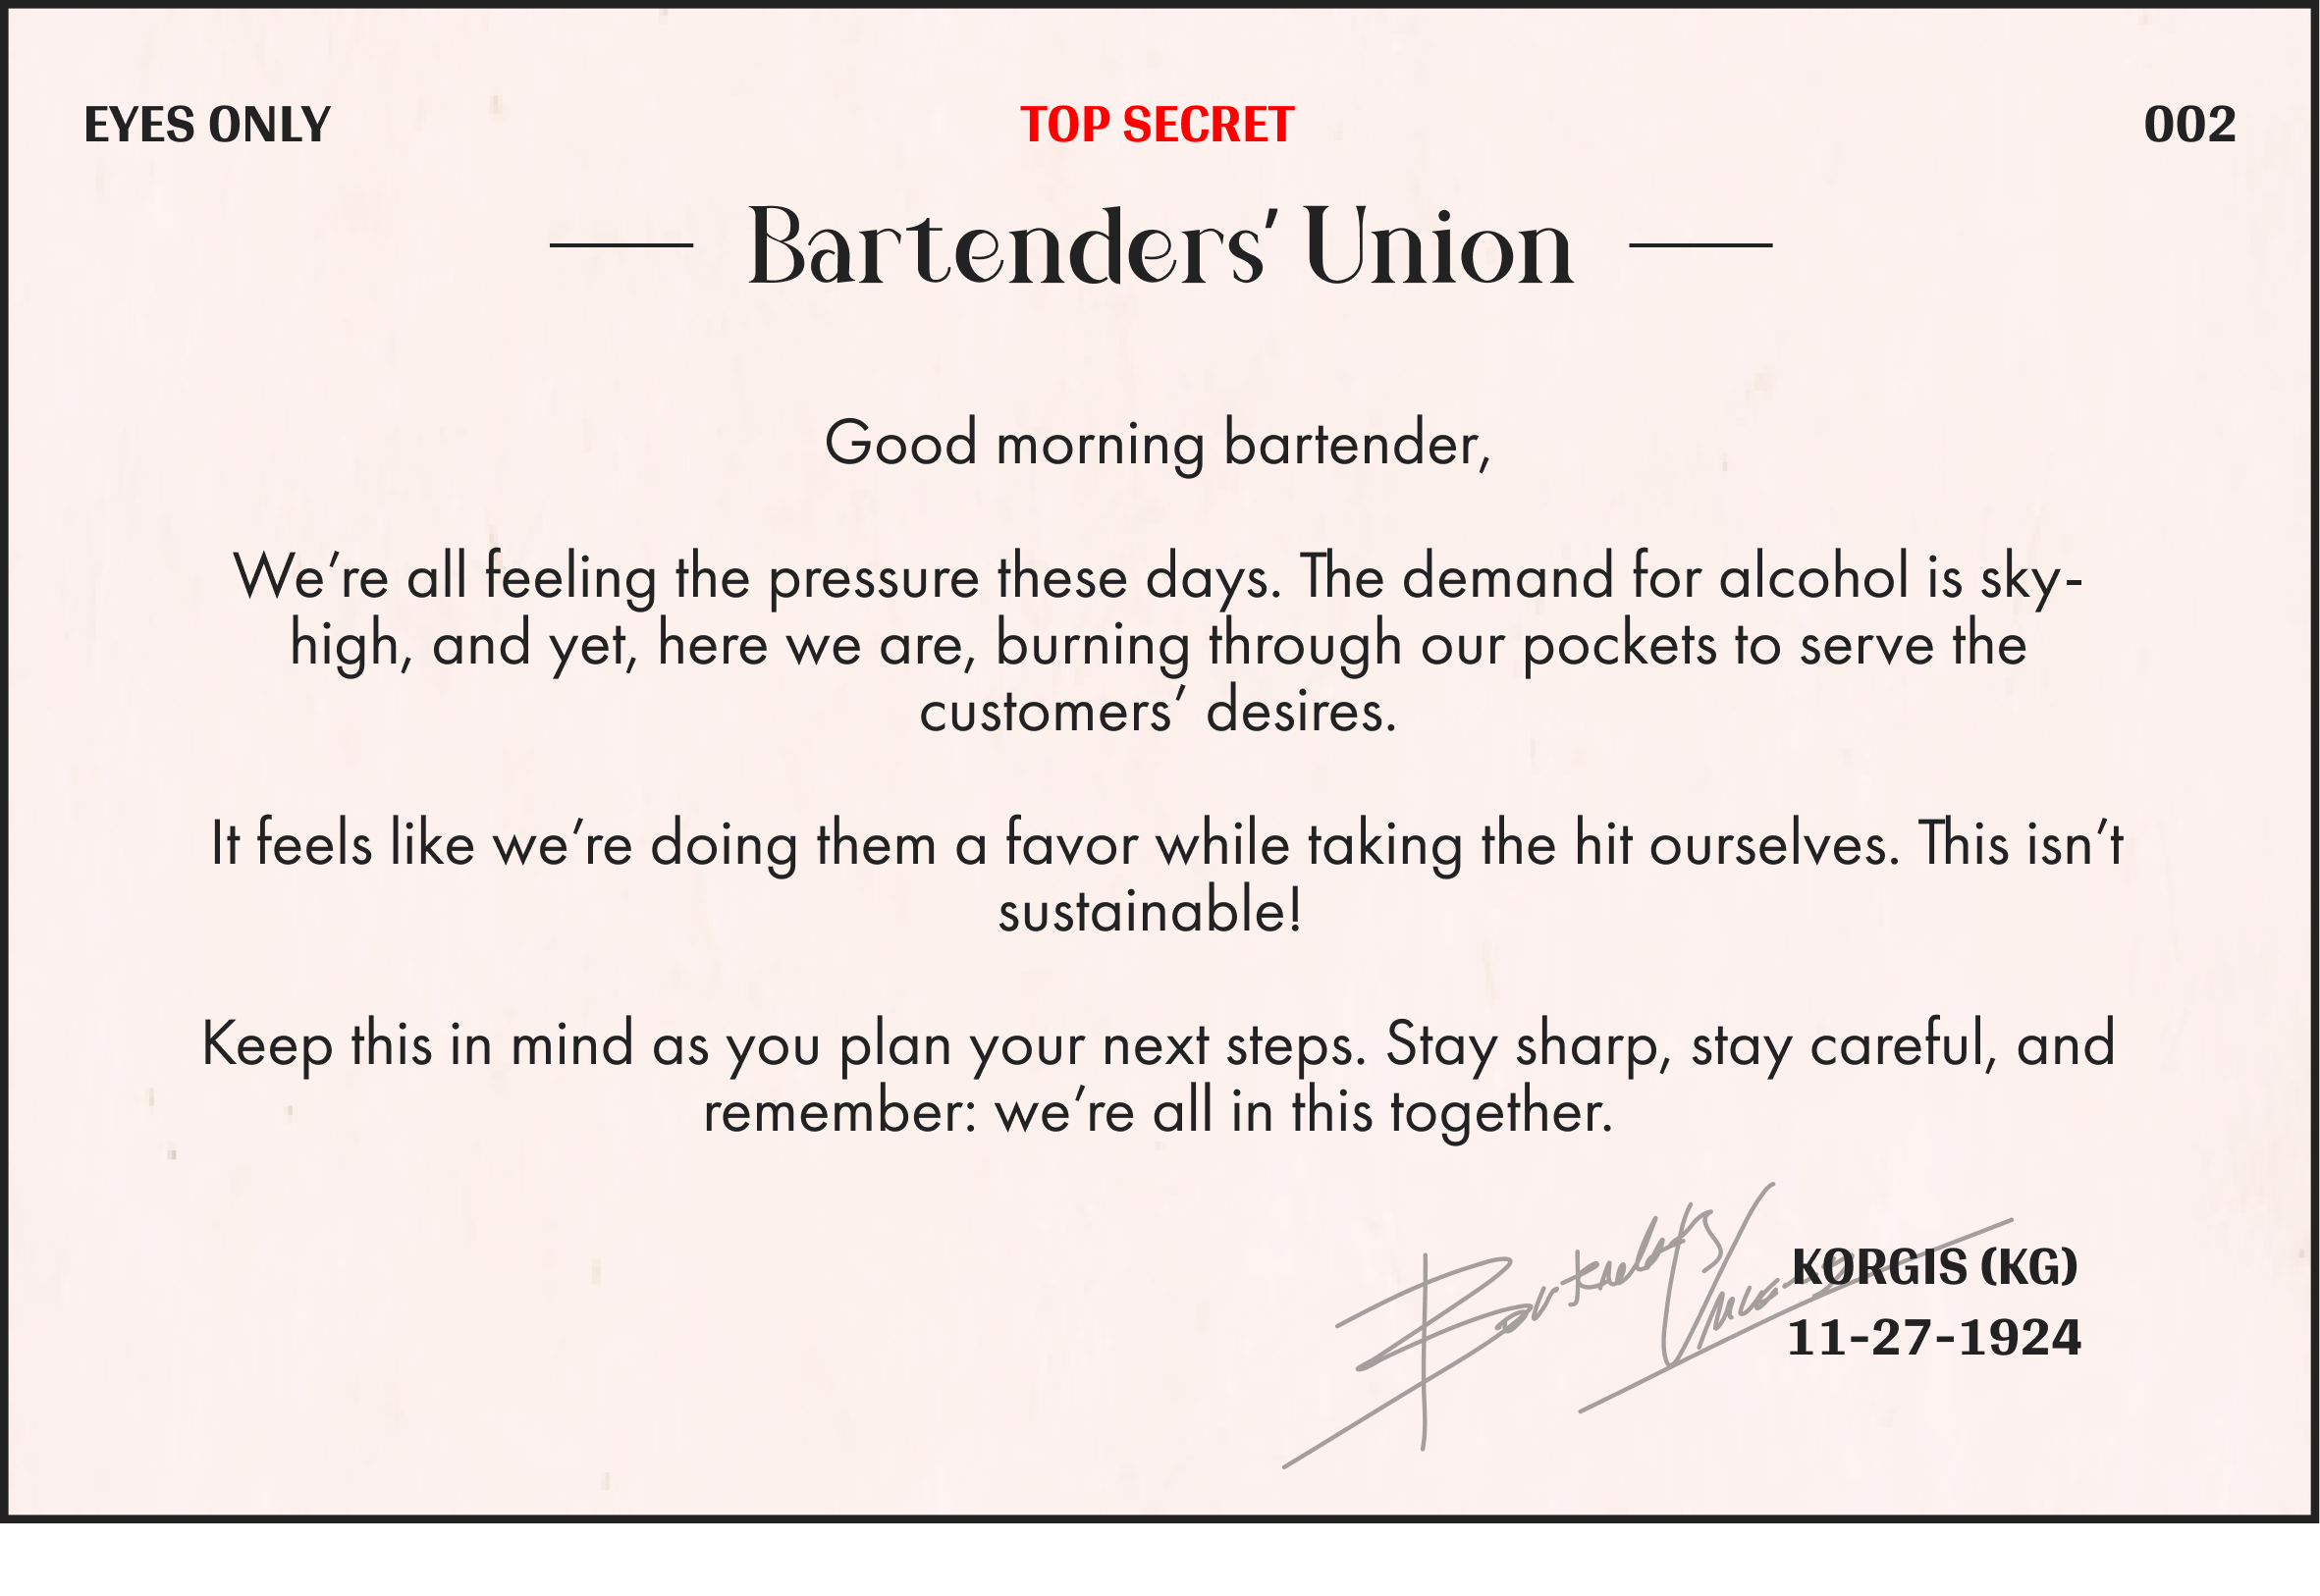 EYES ONLY
TOP SECRET
002
Bartenders’ Union
Good morning bartender,
We’re all feeling the pressure these days. The demand for alcohol is sky-
high, and yet, here we are, burning through our pockets to serve the
customers’ desires.
It feels like we’re doing them a favor while taking the hit ourselves. This isn’t
sustainable!
Keep this in mind as you plan your next steps. Stay sharp, stay careful, and
remember: we’re all in this together.
Bartender's Union
KORGIS (KG)
11-27-1924